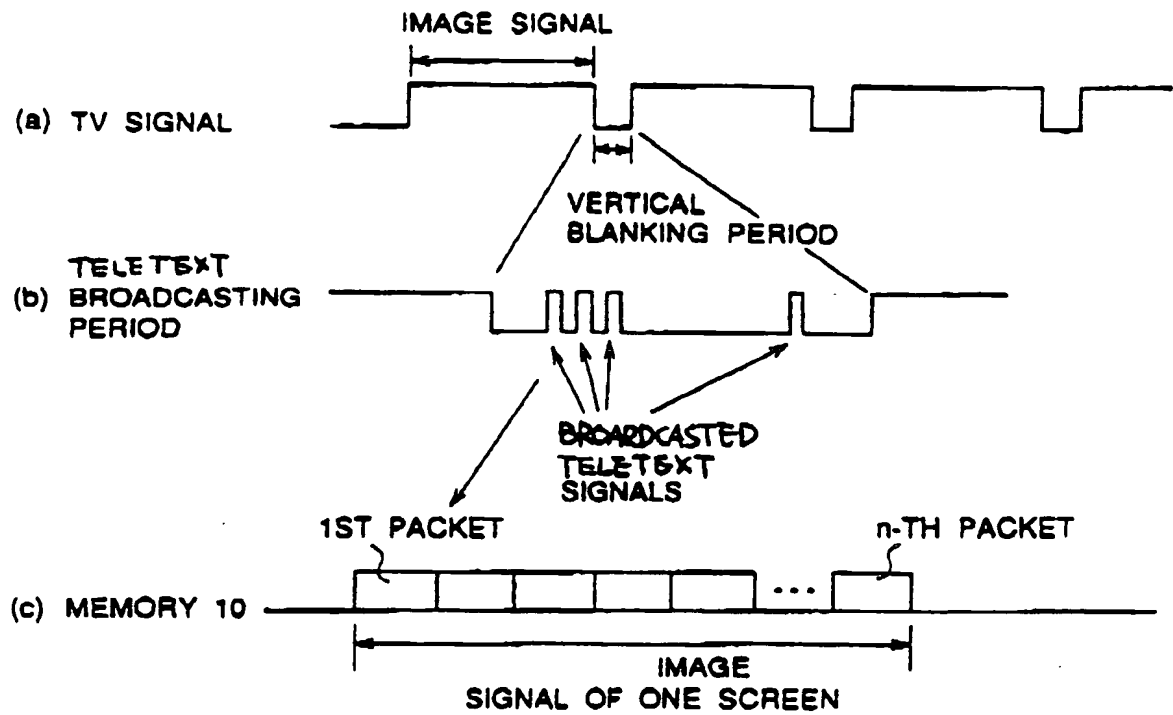 IMAGE SIGNAL
(a) TV SIGNAL
VERTICAL
BLANKING PERIOD
TELETEXT
(b) BROADCASTING
PERIOD
BROARDCASTED
TELETEXT
SIGNALS
1ST PACKET
n-TH PACKET
(c) MEMORY 10
...
IMAGE
SIGNAL OF ONE SCREEN